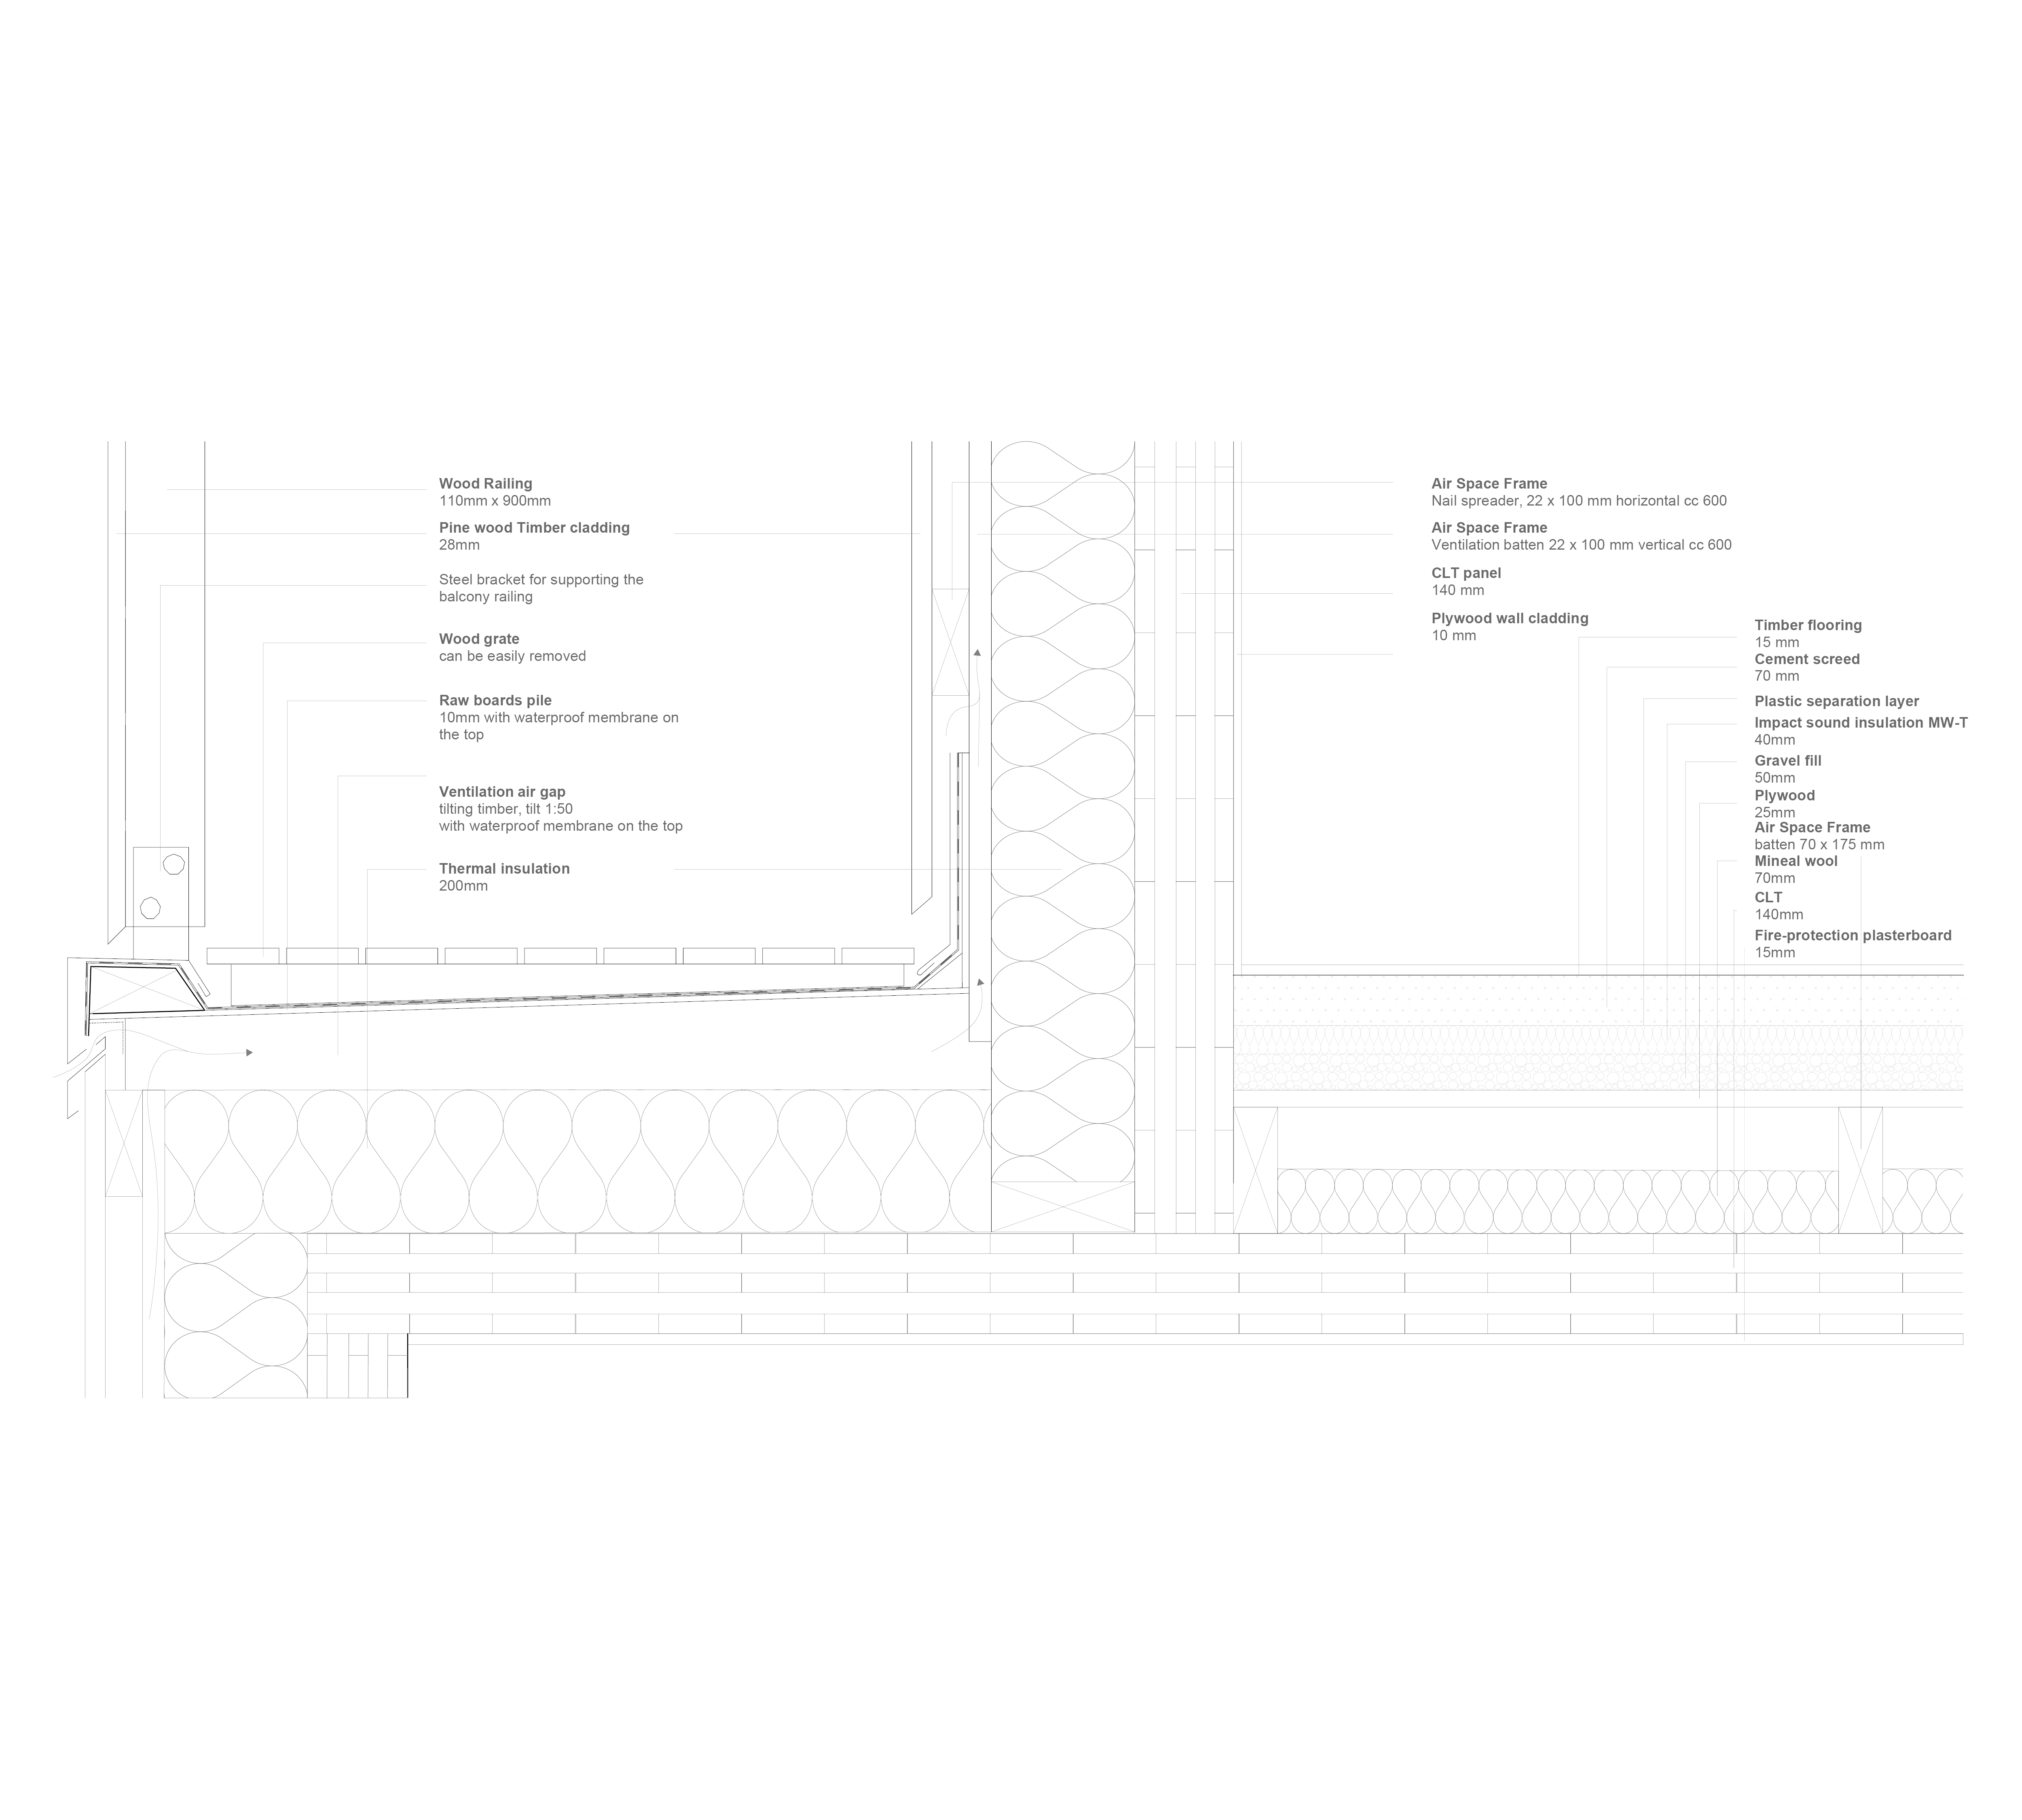 Wood Railing
110mm x 900mm
Pine wood Timber cladding
28mm
Steel bracket for supporting the
balcony railing
Wood grate
can be easily removed
Raw boards pile
10mm with waterproof membrane on
the top
Ventilation air gap
tilting timber, tilt 1:50
with waterproof membrane on the top
Thermal insulation
200mm
Air Space Frame
Nail spreader, 22 x 100 mm horizontal cc 600
Air Space Frame
Ventilation batten 22 x 100 mm vertical cc 600
CLT panel
140 mm
Plywood wall cladding
10 mm
Timber flooring
15 mm
Cement screed
70 mm
Plastic separation layer
Impact sound insulation MW-T
40mm
Gravel fill
50mm
Plywood
25mm
Air Space Frame
batten 70 x 175 mm
Mineal wool
70mm
CLT
140mm
Fire-protection plasterboard
15mm